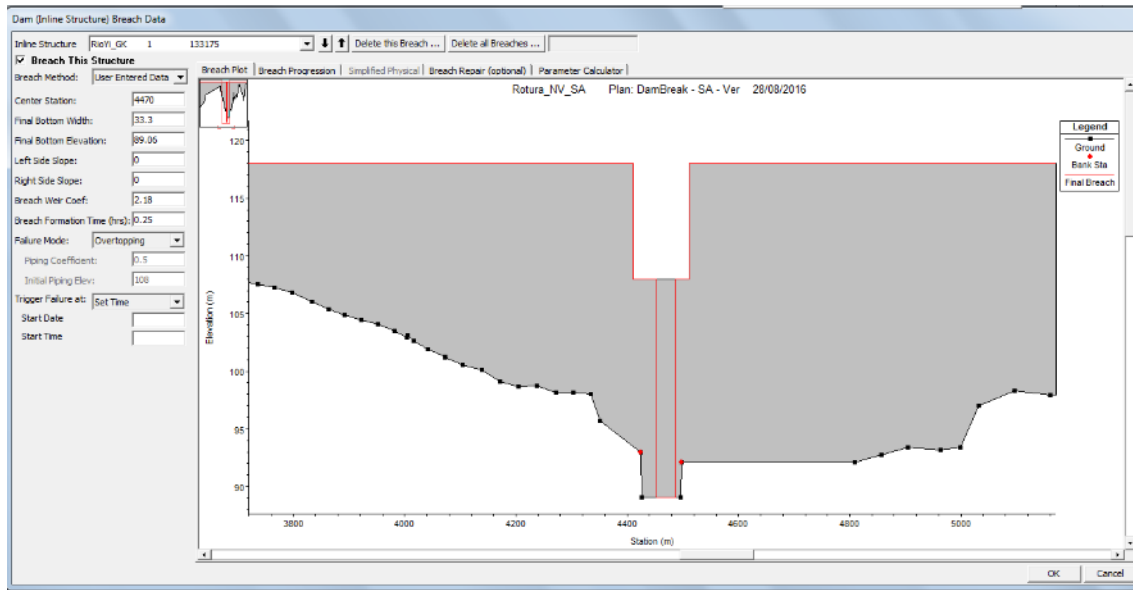 Dam (Inline Structure) Breach Data
Inline Structure RioYi_GK 1 133175 Delete this Breach ... Delete all Breaches ...
Breach This Structure
Breach Method: User Entered Data
Center Station: 4470
Final Bottom Width: 33.3
Final Bottom Elevation: 89.06
Left Side Slope: 0
Right Side Slope: 0
Breach Weir Coef: 2.18
Breach Formation Time (hrs): 0.25
Failure Mode: Overtopping
Piping Coefficient: 0.5
Initial Piping Elev: 108
Trigger Failure at: Set Time
Start Date
Start Time
Breach Plot Breach Progression Simplified Physical Breach Repair (optional) Parameter Calculator
Rotura_NV_SA Plan: DamBreak - SA - Ver 28/08/2016
Legend
Ground
Bank Sta
Final Breach
120
115
110
105
100
95
90
Elevation (m)
3800 4000 4200 4400 4600 4800 5000
Station (m)
OK Cancel